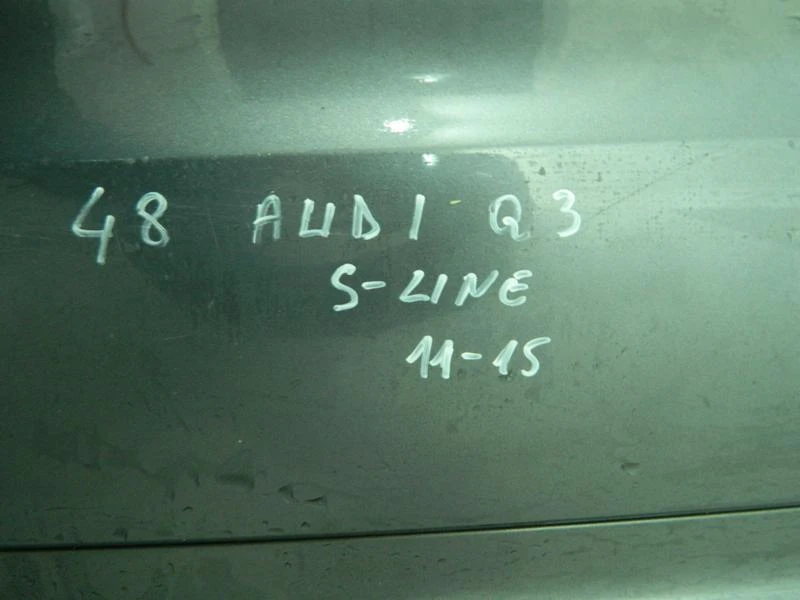 48 AUDI Q3
S-LINE
11-15